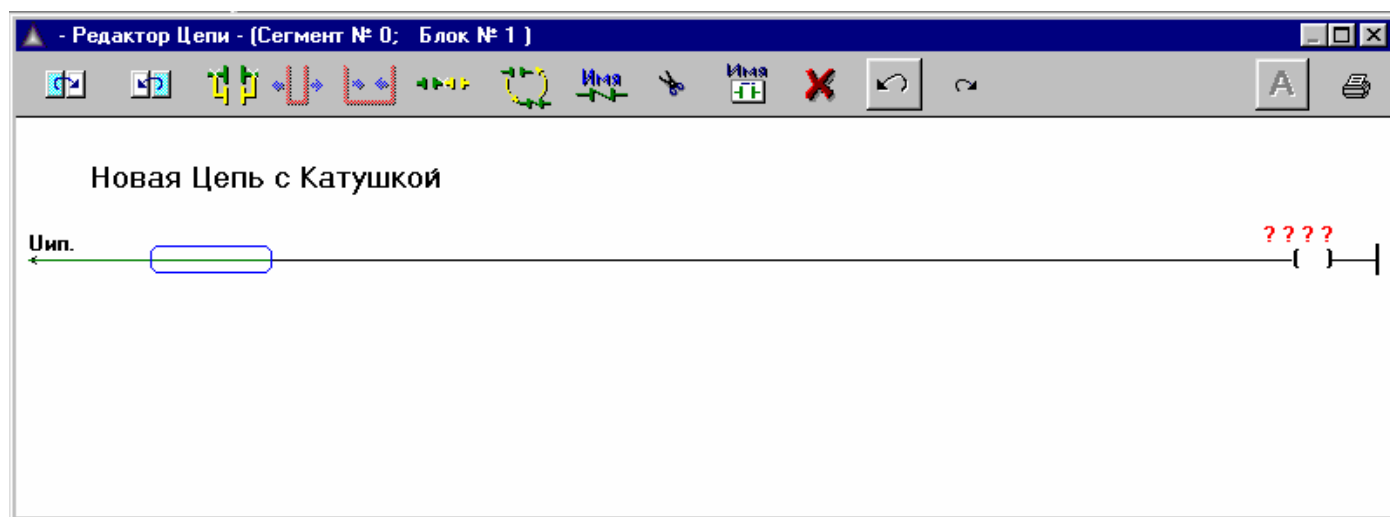 - Редактор Цепи - (Сегмент № 0; Блок № 1 )
Имя
Имя
A
Новая Цепь с Катушкой
Uип.
? ? ? ?